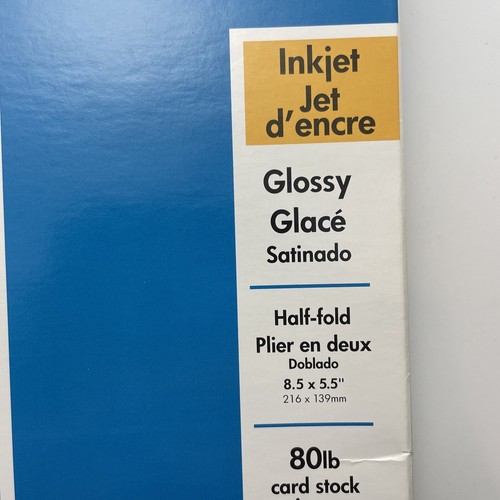 Inkjet
Jet
d'encre
Glossy
Glacé
Satinado
Half-fold
Plier en deux
Doblado
8.5 x 5.5"
216 x 139mm
80lb
card stock